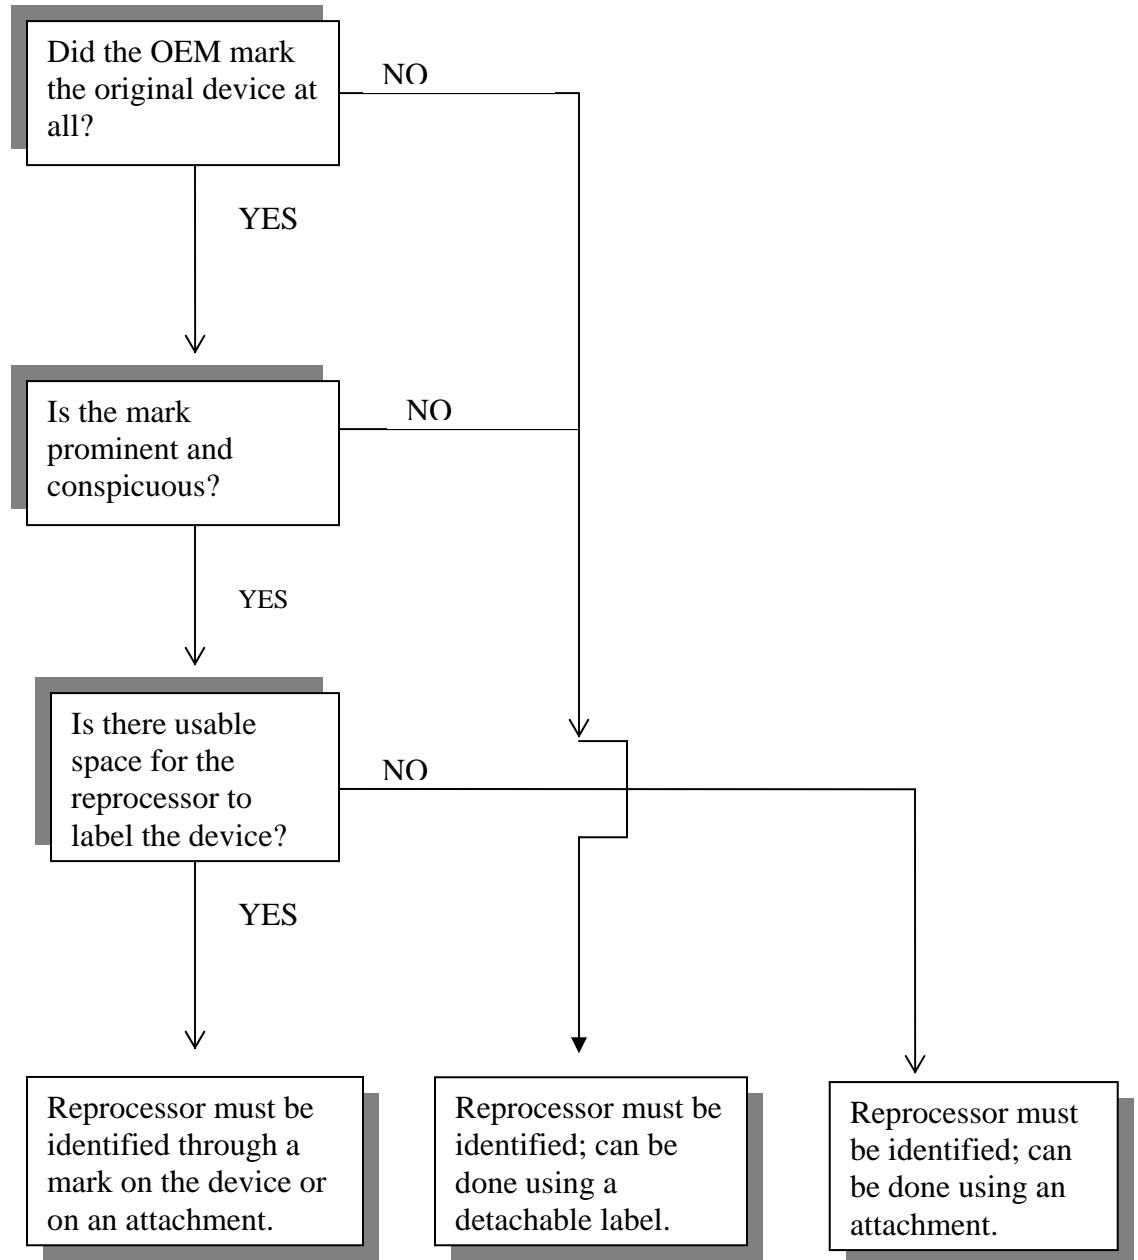 Did the OEM mark
the original device at
all?
NO
YES
Is the mark
prominent and
conspicuous?
NO
YES
Is there usable
space for the
reprocessor to
label the device?
NO
YES
Reprocessor must be
identified through a
mark on the device or
on an attachment.
Reprocessor must be
identified; can be
done using a
detachable label.
Reprocessor must
be identified; can
be done using an
attachment.